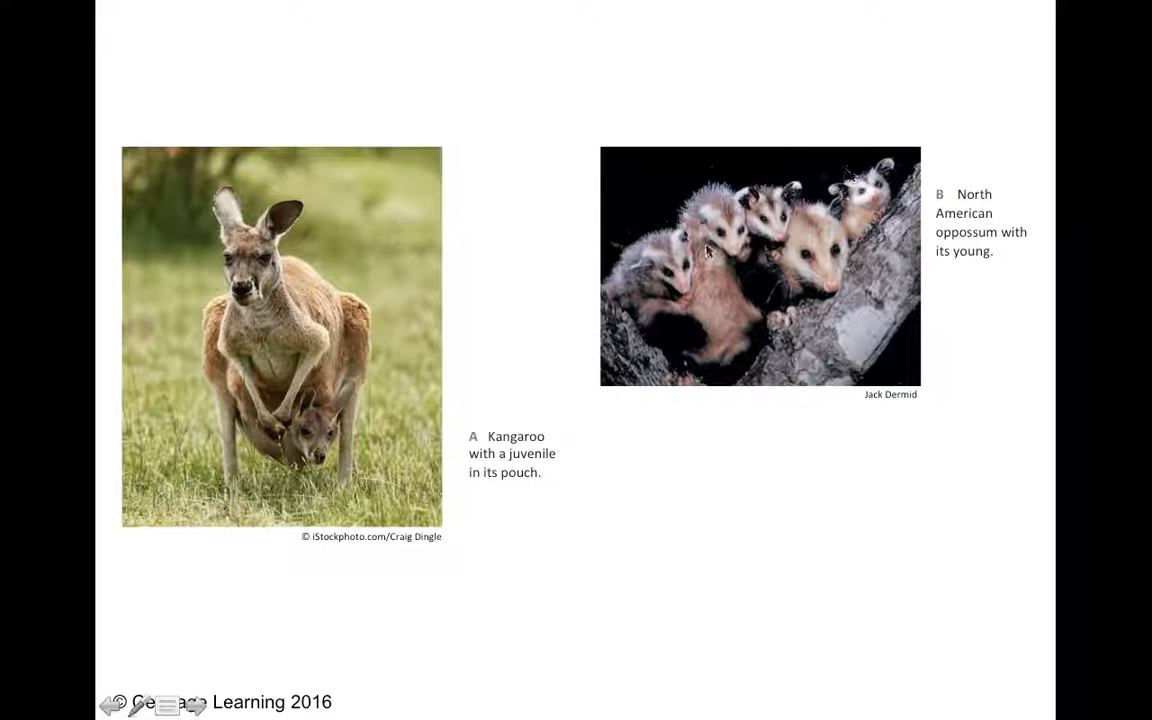 A Kangaroo
with a juvenile
in its pouch.
© iStockphoto.com/Craig Dingle
B North
American
oppossum with
its young.
Jack Dermid
© Learning 2016